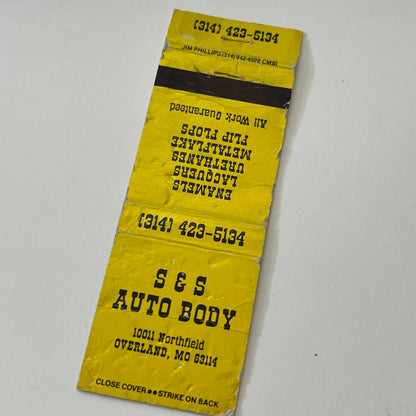 (314) 423-5134
JIM PHILLIPS (314) 842-4566 CMBI
All Work Guaranteed
FLIP FLOPS
METALFLAKE
URETHANES
LACQUERS
ENAMELS
(314) 423-5134
S & S
AUTO BODY
10011 Northfield
OVERLAND, MO 63114
CLOSE COVER ●● STRIKE ON BACK